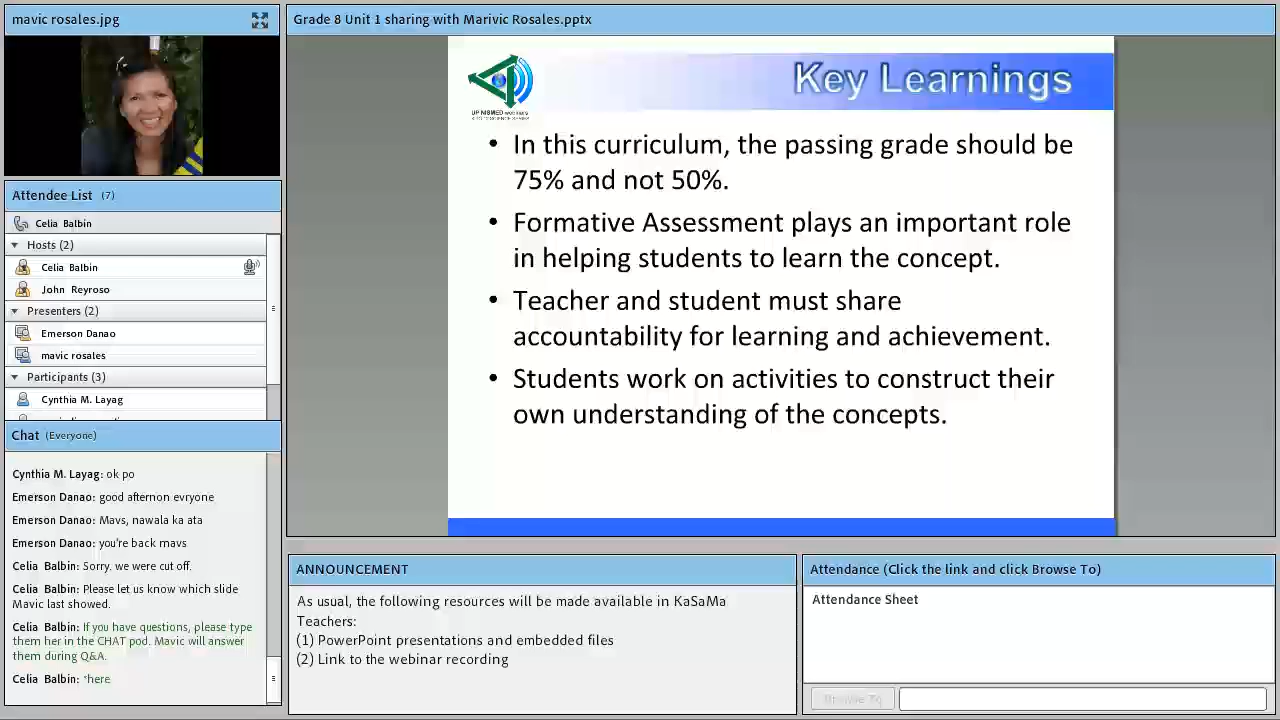 mavic rosales.jpg
Attendee List (7)
Celia Balbin
Hosts (2)
Celia Balbin
John Reyroso
Presenters (2)
Emerson Danao
mavic rosales
Participants (3)
Cynthia M. Layag
Chat (Everyone)
Cynthia M. Layag: ok po
Emerson Danao: good afternoon evryone
Emerson Danao: Mavs, nawala ka ata
Emerson Danao: you're back mavs
Celia Balbin: Sorry. we were cut off.
Celia Balbin: Please let us know which slide
Mavic last showed.
Celia Balbin: If you have questions, please type
them her in the CHAT pod. Mavic will answer
them during Q&A.
Celia Balbin: *here
Grade 8 Unit 1 sharing with Marivic Rosales.pptx
Key Learnings
• In this curriculum, the passing grade should be
75% and not 50%.
• Formative Assessment plays an important role
in helping students to learn the concept.
• Teacher and student must share
accountability for learning and achievement.
• Students work on activities to construct their
own understanding of the concepts.
ANNOUNCEMENT
As usual, the following resources will be made available in KaSaMa
Teachers:
(1) PowerPoint presentations and embedded files
(2) Link to the webinar recording
Attendance (Click the link and click Browse To)
Attendance Sheet
Browse To